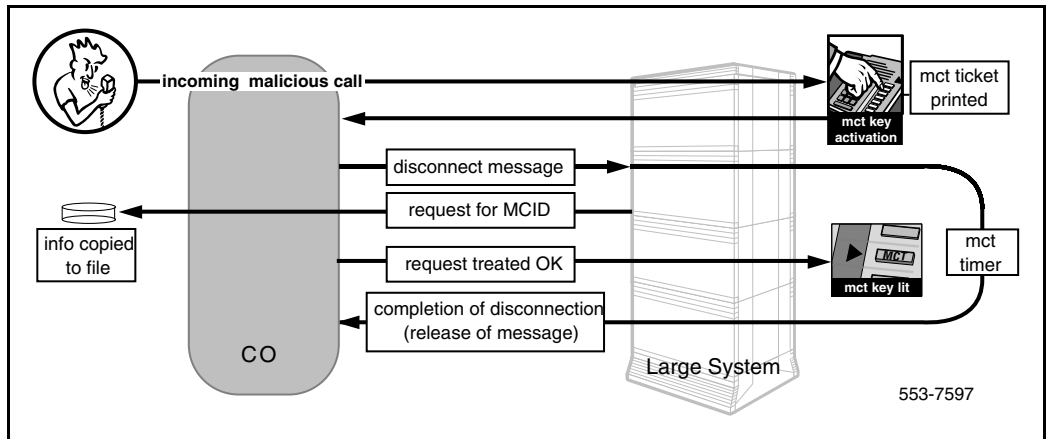 incoming malicious call
mct key
activation
mct ticket
printed
disconnect message
request for MCID
info copied
to file
request treated OK
MCT
mct key lit
mct
timer
completion of disconnection
(release of message)
CO
Large System
553-7597